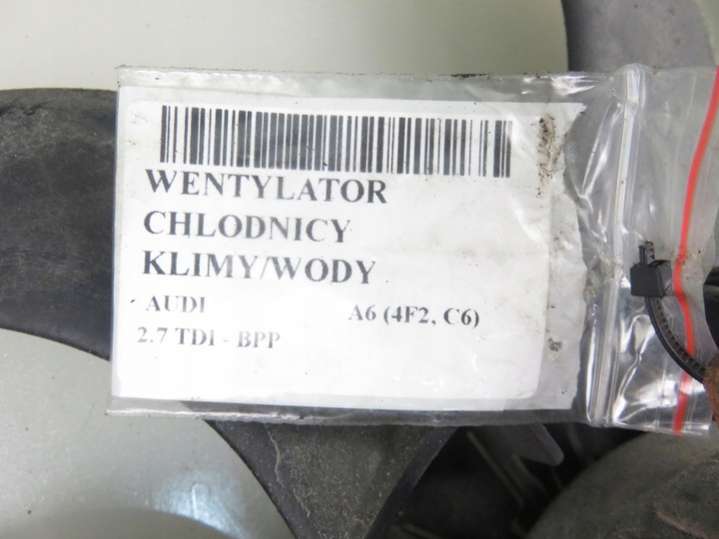 WENTYLATOR
CHLODNICY
KLIMY/WODY
AUDI A6 (4F2, C6)
2.7 TDI - BPP